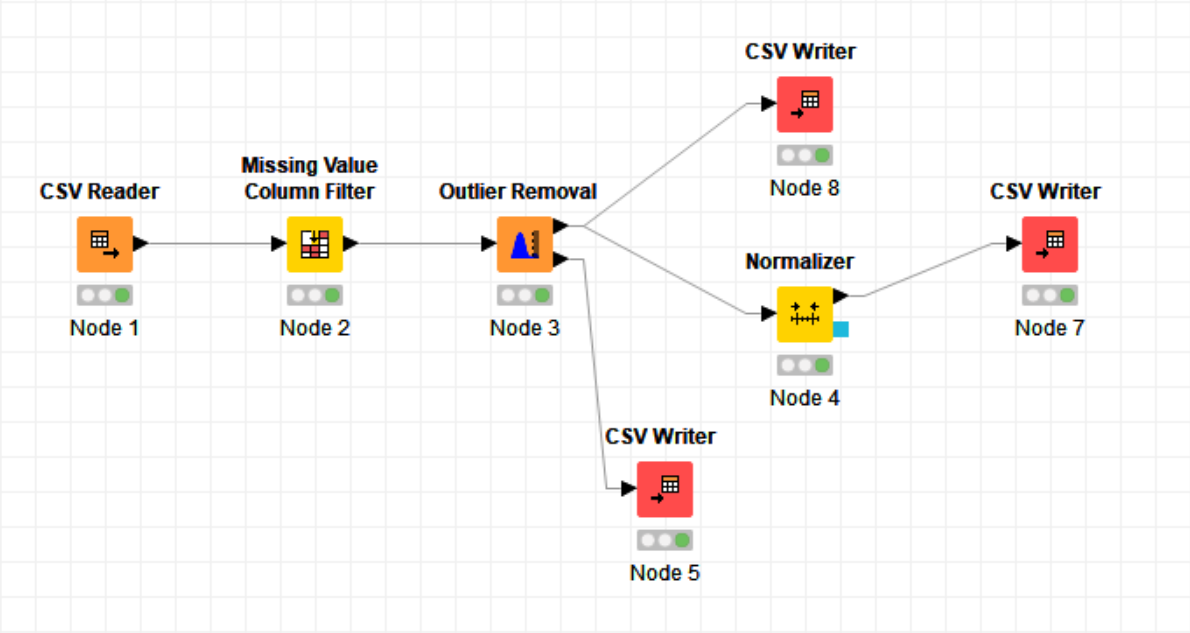 CSV Writer
Node 8
CSV Reader
Node 1
Missing Value
Column Filter
Node 2
Outlier Removal
Node 3
Normalizer
Node 4
CSV Writer
Node 7
CSV Writer
Node 5